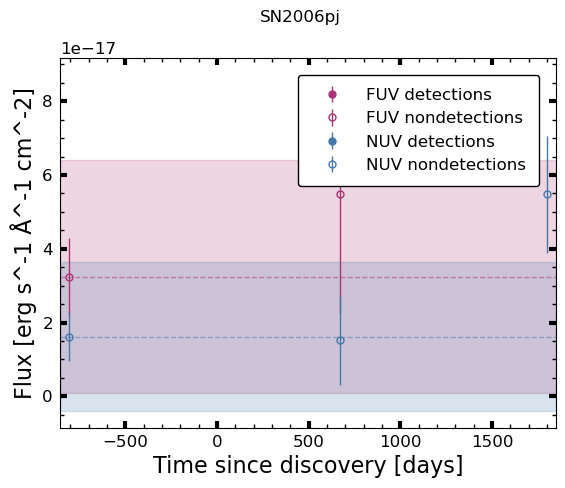 SN2006pj
1e−17
FUV detections
FUV nondetections
NUV detections
NUV nondetections
8
6
4
2
0
Flux [erg s^-1 Å^-1 cm^-2]
−500
0
500
1000
1500
Time since discovery [days]